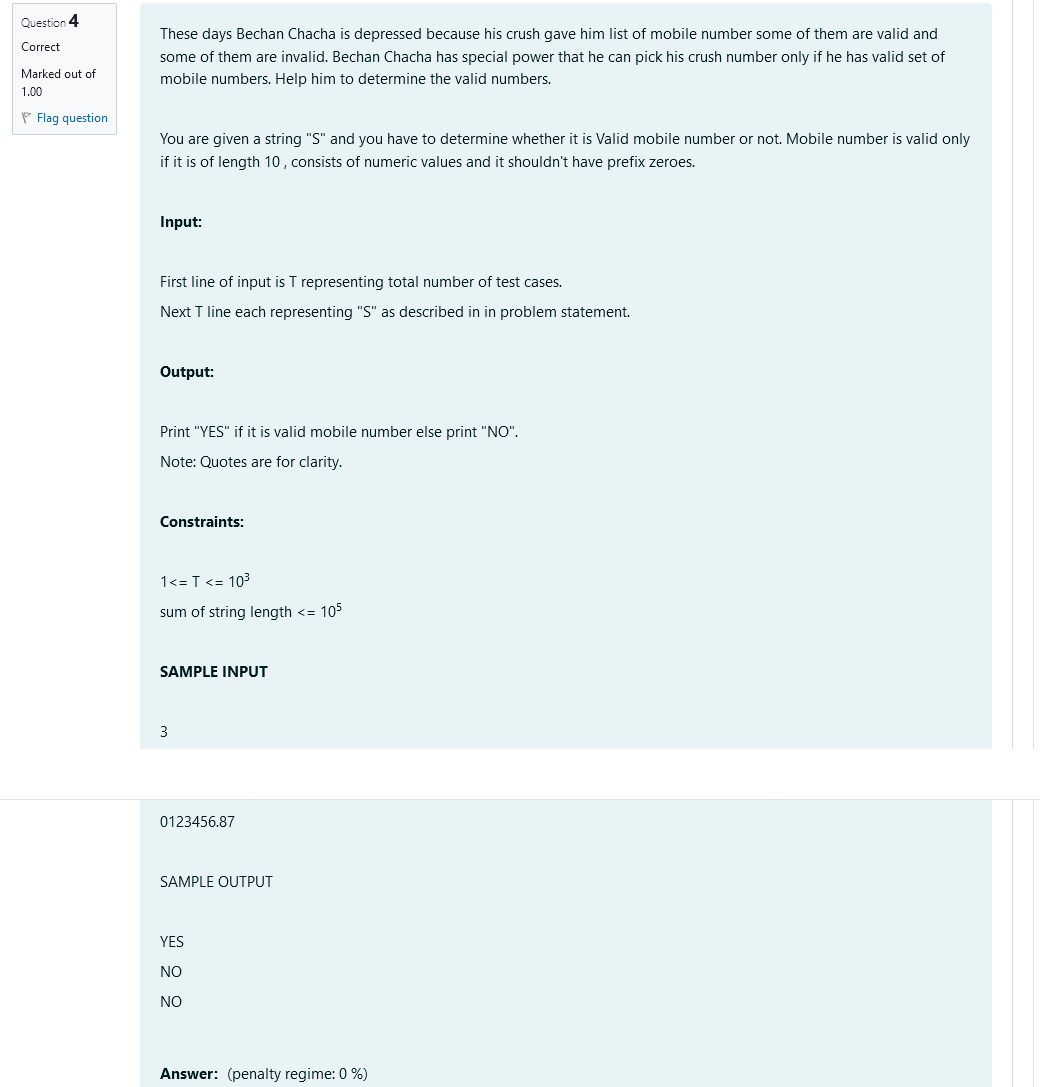 Question 4
Correct
Marked out of
1.00
Flag question
These days Bechan Chacha is depressed because his crush gave him list of mobile number some of them are valid and
some of them are invalid. Bechan Chacha has special power that he can pick his crush number only if he has valid set of
mobile numbers. Help him to determine the valid numbers.
You are given a string "S" and you have to determine whether it is Valid mobile number or not. Mobile number is valid only
if it is of length 10 , consists of numeric values and it shouldn't have prefix zeroes.
Input:
First line of input is T representing total number of test cases.
Next T line each representing "S" as described in in problem statement.
Output:
Print "YES" if it is valid mobile number else print "NO".
Note: Quotes are for clarity.
Constraints:
1<= T <= 10³
sum of string length <= 10⁵
SAMPLE INPUT
3
0123456.87
SAMPLE OUTPUT
YES
NO
NO
Answer: (penalty regime: 0 %)